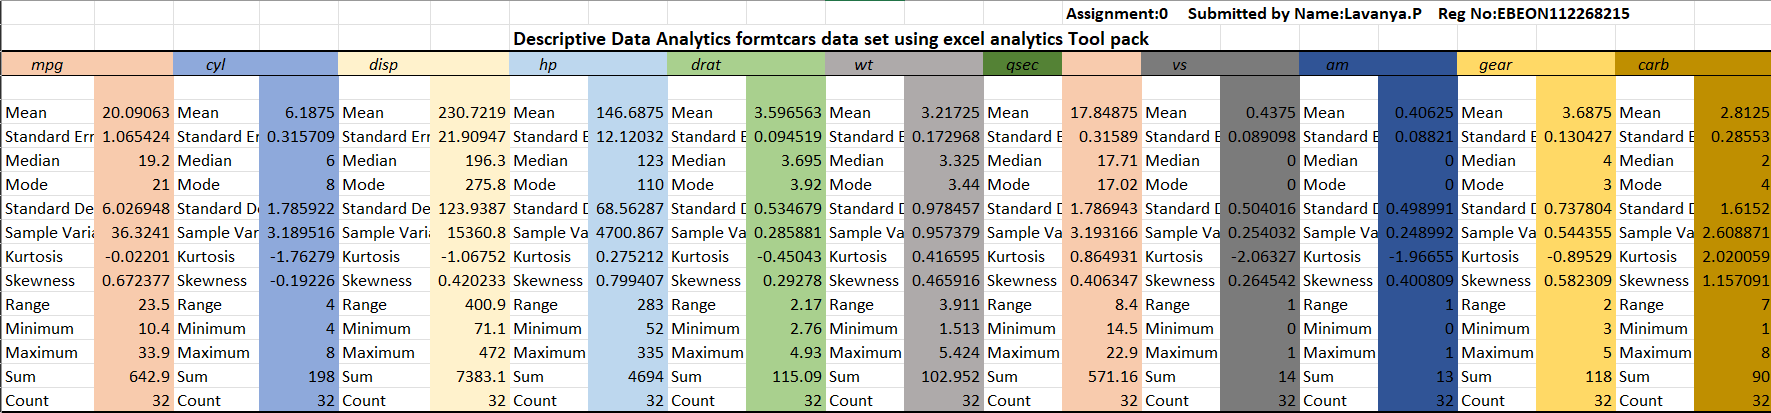 Assignment:0 Submitted by Name:Lavanya.P Reg No:EBEON112268215
Descriptive Data Analytics formtcars data set using excel analytics Tool pack
mpg cyl disp hp drat wt qsec vs am gear carb
Mean 20.09063 Mean 6.1875 Mean 230.7219 Mean 146.6875 Mean 3.596563 Mean 3.21725 Mean 17.84875 Mean 0.4375 Mean 0.40625 Mean 3.6875 Mean 2.8125
Standard Err 1.065424 Standard Er 0.315709 Standard Err 21.90947 Standard Er 12.12032 Standard E 0.094519 Standard E 0.172968 Standard E 0.31589 Standard E 0.089098 Standard E 0.08821 Standard E 0.130427 Standard E 0.28553
Median 19.2 Median 6 Median 196.3 Median 123 Median 3.695 Median 3.325 Median 17.71 Median 0 Median 0 Median 4 Median 2
Mode 21 Mode 8 Mode 275.8 Mode 110 Mode 3.92 Mode 3.44 Mode 17.02 Mode 0 Mode 0 Mode 3 Mode 4
Standard De 6.026948 Standard D 1.785922 Standard De 123.9387 Standard D 68.56287 Standard D 0.534679 Standard D 0.978457 Standard D 1.786943 Standard D 0.504016 Standard D 0.498991 Standard D 0.737804 Standard D 1.6152
Sample Varia 36.3241 Sample Var 3.189516 Sample Varia 15360.8 Sample Var 4700.867 Sample Va 0.285881 Sample Va 0.957379 Sample Va 3.193166 Sample Va 0.254032 Sample Va 0.248992 Sample Va 0.544355 Sample Va 2.608871
Kurtosis -0.02201 Kurtosis -1.76279 Kurtosis -1.06752 Kurtosis 0.275212 Kurtosis -0.45043 Kurtosis 0.416595 Kurtosis 0.864931 Kurtosis -2.06327 Kurtosis -1.96655 Kurtosis -0.89529 Kurtosis 2.020059
Skewness 0.672377 Skewness -0.19226 Skewness 0.420233 Skewness 0.799407 Skewness 0.29278 Skewness 0.465916 Skewness 0.406347 Skewness 0.264542 Skewness 0.400809 Skewness 0.582309 Skewness 1.157091
Range 23.5 Range 4 Range 400.9 Range 283 Range 2.17 Range 3.911 Range 8.4 Range 1 Range 1 Range 2 Range 7
Minimum 10.4 Minimum 4 Minimum 71.1 Minimum 52 Minimum 2.76 Minimum 1.513 Minimum 14.5 Minimum 0 Minimum 0 Minimum 3 Minimum 1
Maximum 33.9 Maximum 8 Maximum 472 Maximum 335 Maximum 4.93 Maximum 5.424 Maximum 22.9 Maximum 1 Maximum 1 Maximum 5 Maximum 8
Sum 642.9 Sum 198 Sum 7383.1 Sum 4694 Sum 115.09 Sum 102.952 Sum 571.16 Sum 14 Sum 13 Sum 118 Sum 90
Count 32 Count 32 Count 32 Count 32 Count 32 Count 32 Count 32 Count 32 Count 32 Count 32 Count 32